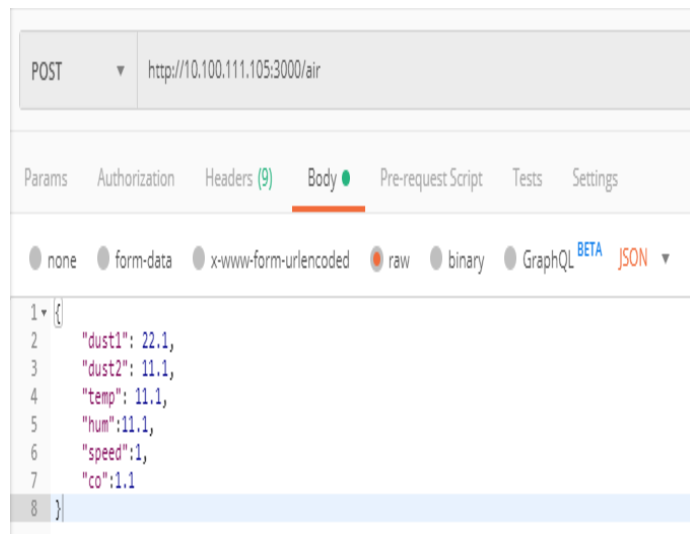 POST http://10.100.111.105:3000/air
Params Authorization Headers (9) Body Pre-request Script Tests Settings
none form-data x-www-form-urlencoded raw binary GraphQL BETA JSON
1 {
2 "dust1": 22.1,
3 "dust2": 11.1,
4 "temp": 11.1,
5 "hum":11.1,
6 "speed":1,
7 "co":1.1
8 }